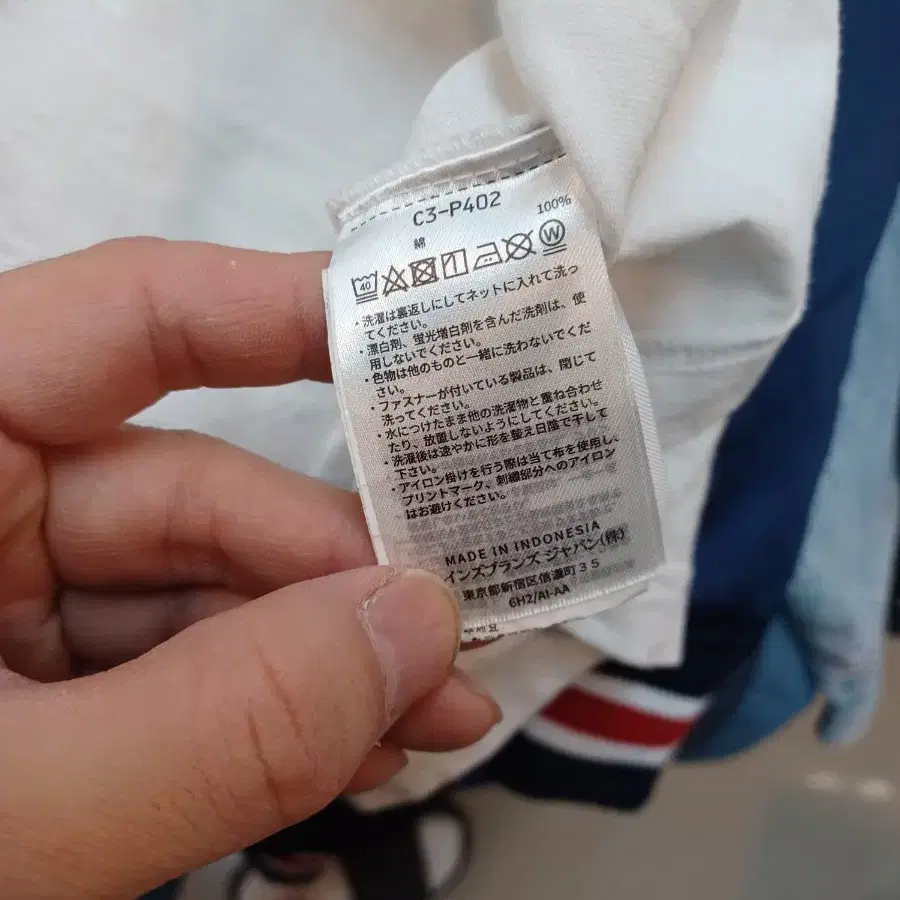 C3-P402
綿 100%
40 W
・洗濯は裏返しにしてネットに入れて洗っ
てください。
・漂白剤、蛍光増白剤を含んだ洗剤は、使
用しないでください。
・色物は他のものと一緒に洗わないでくだ
さい。
・ファスナーが付いている製品は、閉じて
洗ってください。
・水につけたまま他の洗濯物と重ね合わせ
たり、放置しないようにしてください。
・洗濯後は速やかに形を整え日陰で干して
下さい。
・アイロン掛けを行う際は当て布を使用し、
プリントマーク、刺繍部分へのアイロン
はお避けください。
MADE IN INDONESIA
インズブランズ ジャパン(株)
東京都新宿区信濃町35
6H2/AI-AA